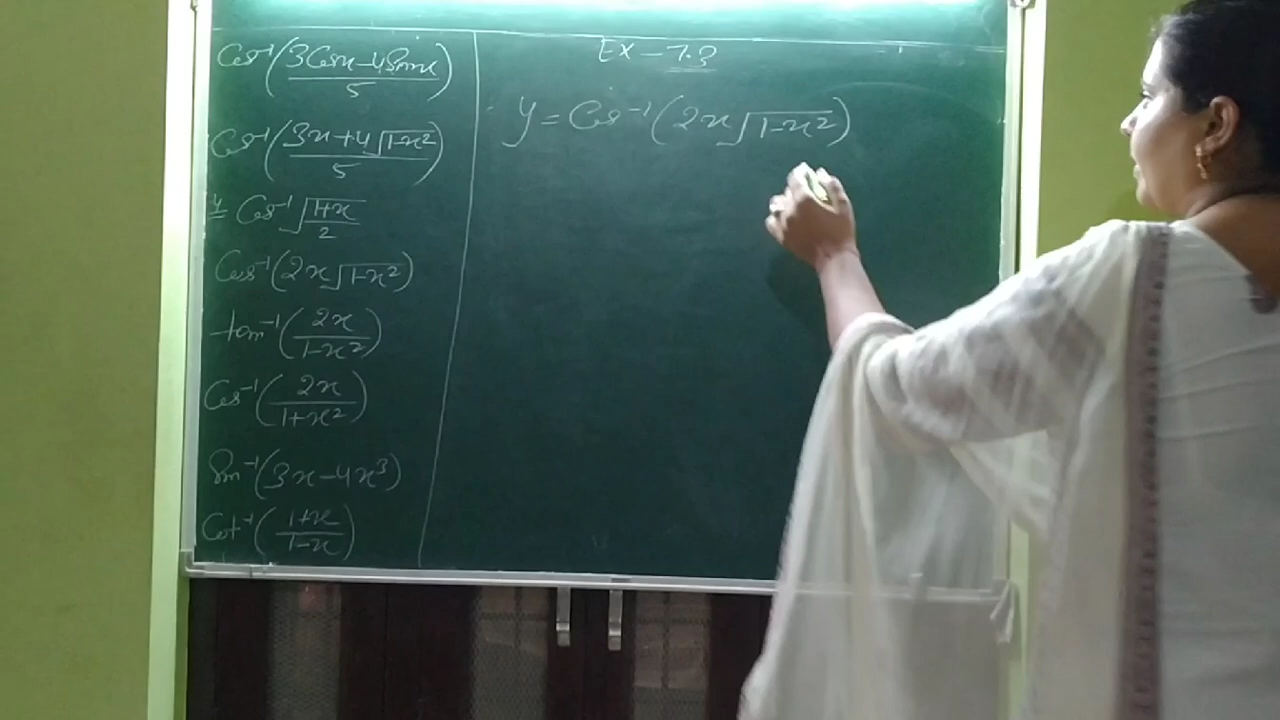 Cos⁻¹(3Cosx-4Sinx/5)
Cos⁻¹(3x+4√1-x²/5)
y = Cos⁻¹√1+x/2
Cos⁻¹(2x√1-x²)
tan⁻¹(2x/1-x²)
Cos⁻¹(2x/1+x²)
Sin⁻¹(3x-4x³)
Cot⁻¹(1+x/1-x)
EX-7.3
y = Cos⁻¹(2x√1-x²)